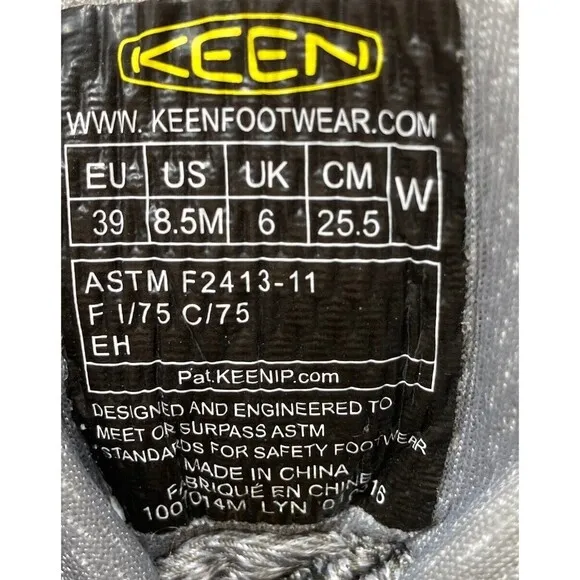 KEEN
WWW. KEENFOOTWEAR.COM
EU US UK CM W
39 8.5M 6 25.5
ASTM F2413-11
F I/75 C/75
EH
Pat.KEENIP.com
DESIGNED AND ENGINEERED TO
MEET OR SURPASS ASTM
STANDARDS FOR SAFETY FOOTWEAR
MADE IN CHINA
FABRIQUÉ EN CHINE
LYN